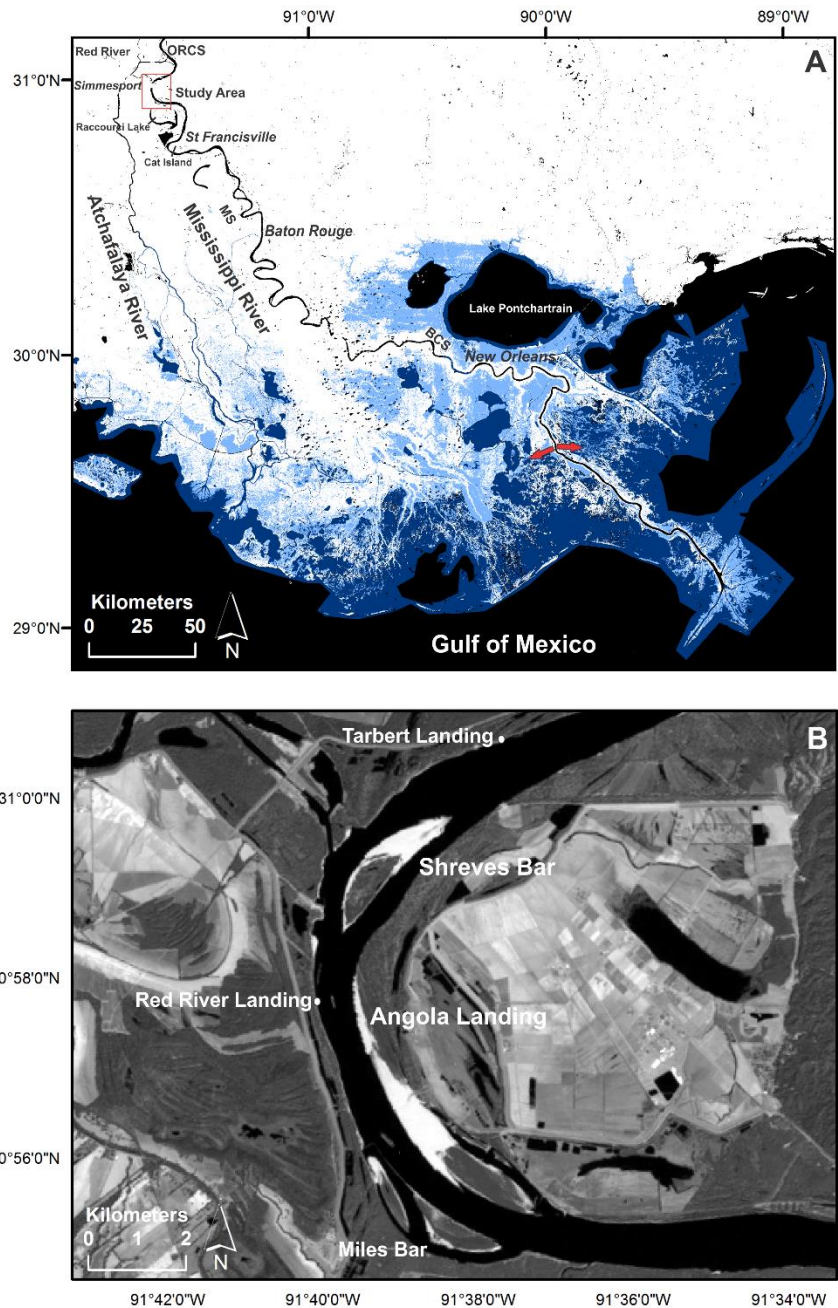 91°0'W
90°0'W
89°0'W
A
Red River
ORCS
31°0'N
Simmesport
Study Area
Raccourci Lake
St Francisville
Cat Island
MS
Baton Rouge
Atchafalaya River
Mississippi River
Lake Pontchartrain
BCS
New Orleans
30°0'N
Kilometers
0 25 50
N
29°0'N
Gulf of Mexico
B
Tarbert Landing
31°0'0"N
Shreves Bar
0°58'0"N
Red River Landing
Angola Landing
0°56'0"N
Kilometers
0 1 2
N
Miles Bar
91°42'0"W
91°40'0"W
91°38'0"W
91°36'0"W
91°34'0"W